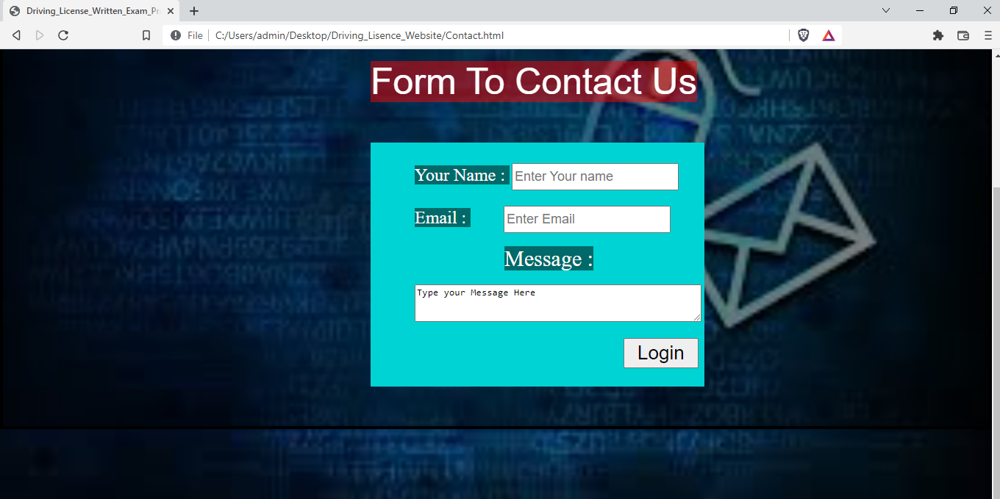 Driving_License_Written_Exam_Pr
File
C:/Users/admin/Desktop/Driving_Lisence_Website/Contact.html
Form To Contact Us
Your Name : Enter Your name
Email : Enter Email
Message :
Type your Message Here
Login